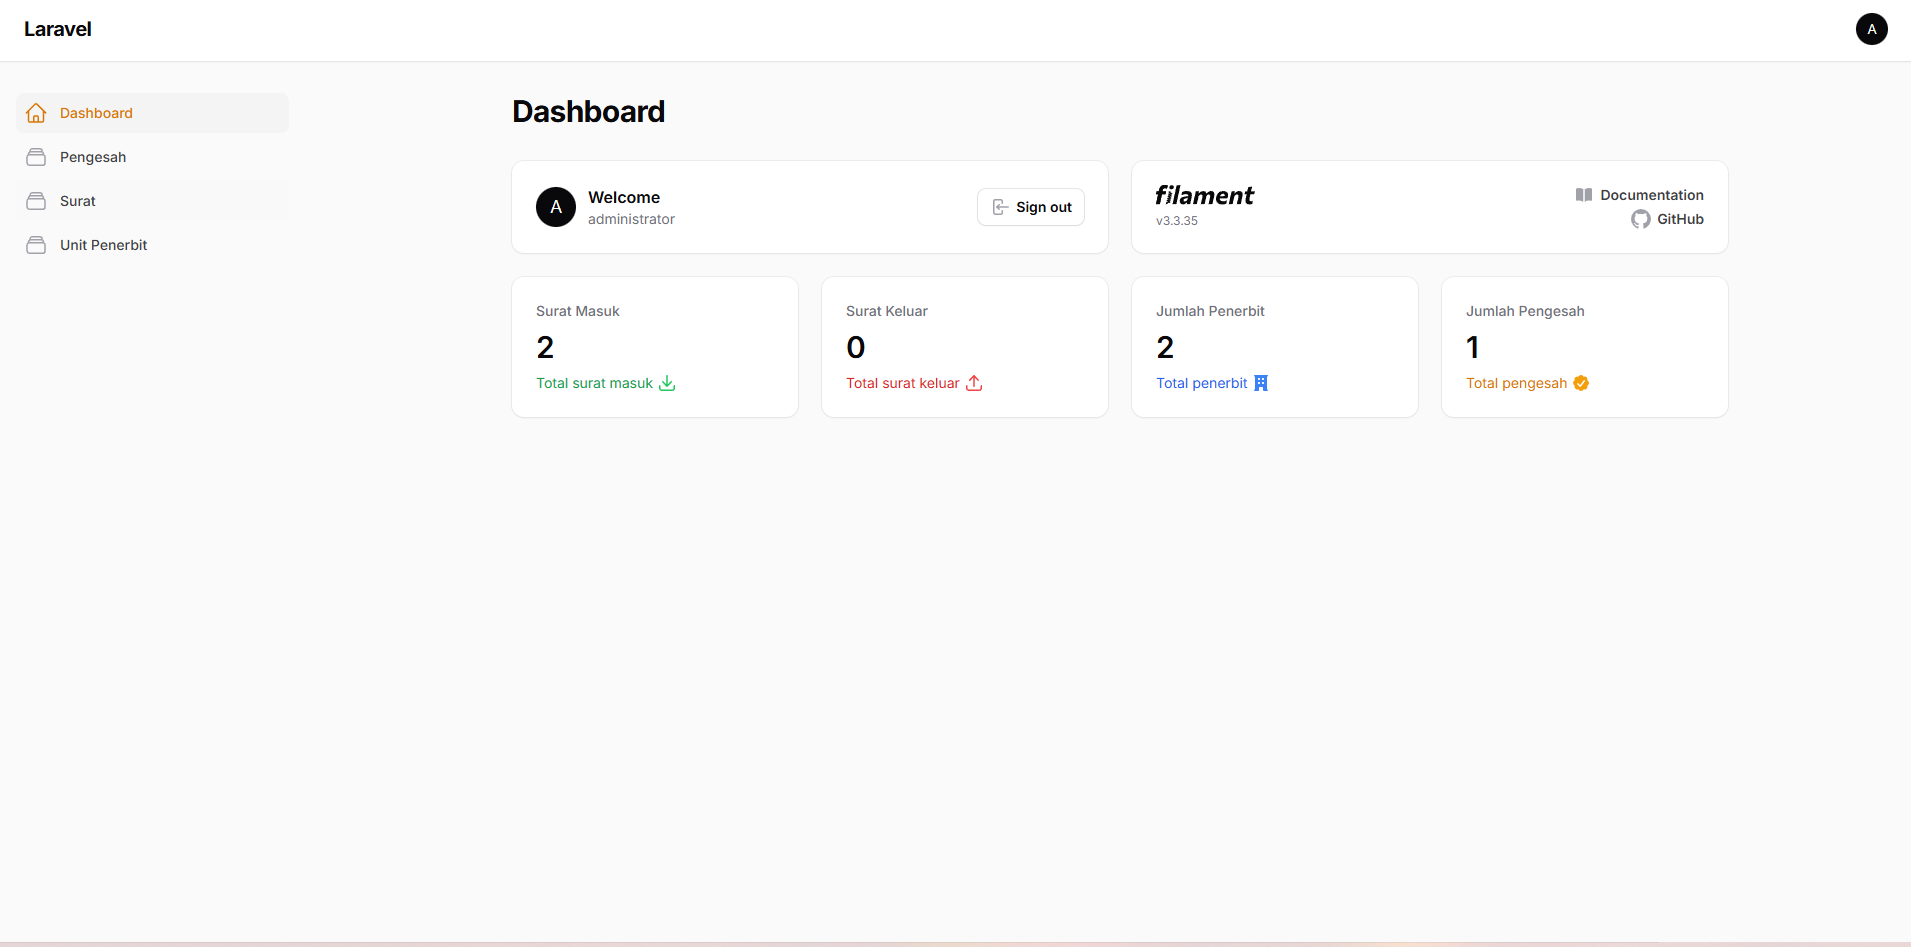 Laravel
A
Dashboard
Pengesah
Surat
Unit Penerbit
Dashboard
A
Welcome
administrator
Sign out
filament
v3.3.35
Documentation
GitHub
Surat Masuk
2
Total surat masuk
Surat Keluar
0
Total surat keluar
Jumlah Penerbit
2
Total penerbit
Jumlah Pengesah
1
Total pengesah